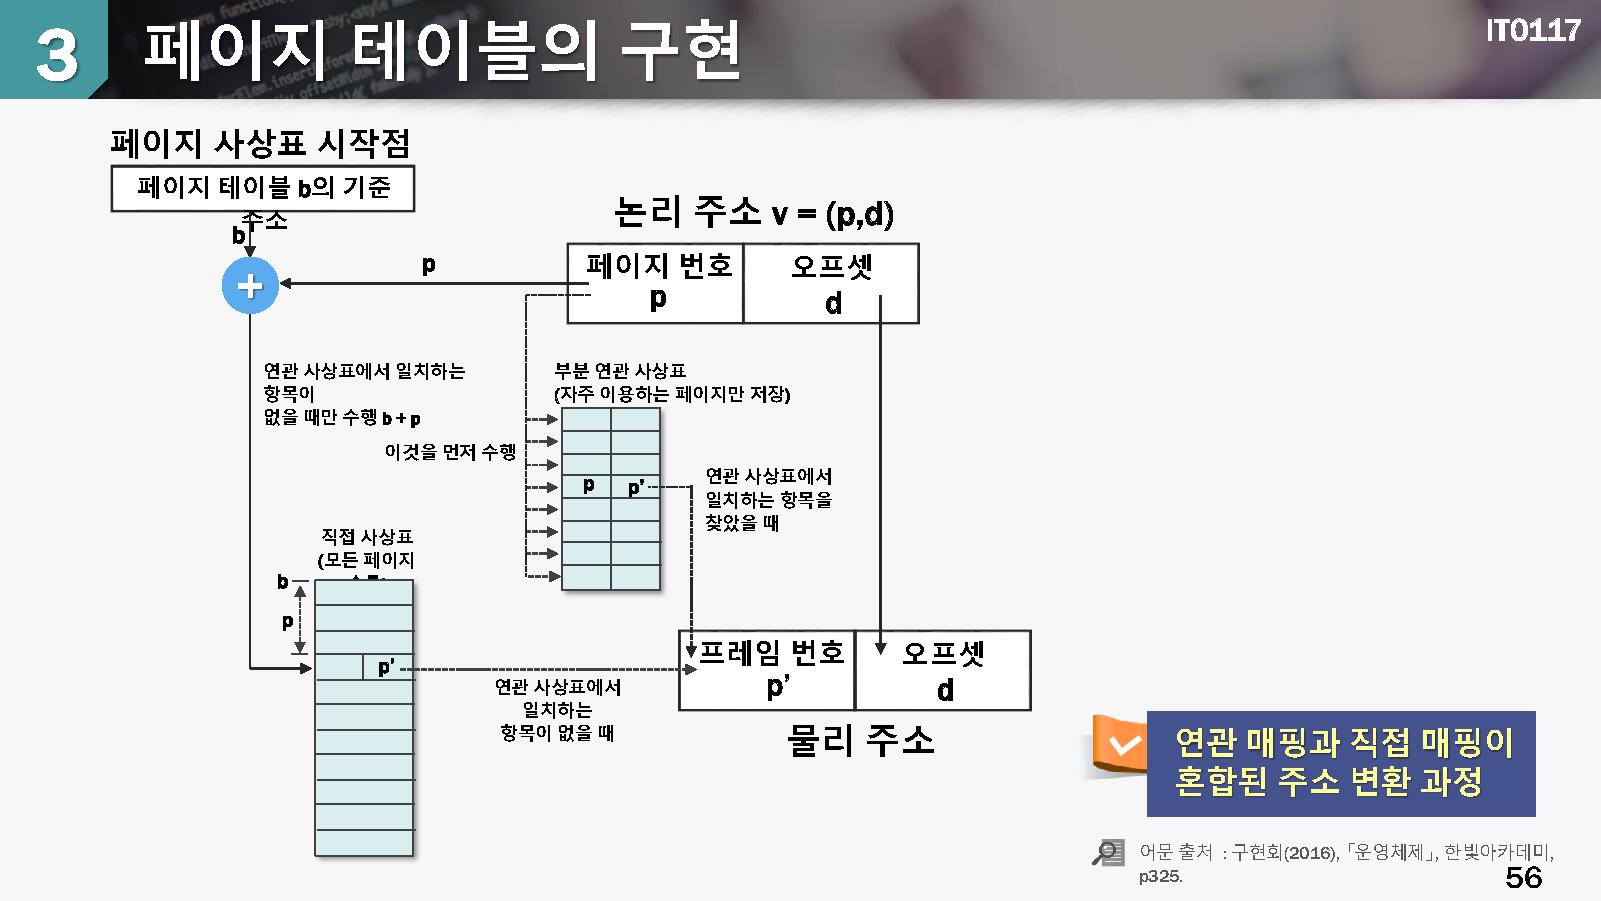 3 페이지 테이블의 구현
IT0117
페이지 사상표 시작점
페이지 테이블 b의 기준
주소
b
+
p
논리 주소 v = (p,d)
페이지 번호
p
오프셋
d
연관 사상표에서 일치하는
항목이
없을 때만 수행 b + p
이것을 먼저 수행
부분 연관 사상표
(자주 이용하는 페이지만 저장)
p p’
연관 사상표에서
일치하는 항목을
찾았을 때
직접 사상표
(모든 페이지
b
p
p’
연관 사상표에서
일치하는
항목이 없을 때
프레임 번호
p’
오프셋
d
물리 주소
연관 매핑과 직접 매핑이
혼합된 주소 변환 과정
어문 출처 : 구현회(2016), 「운영체제」, 한빛아카데미,
p325.
56